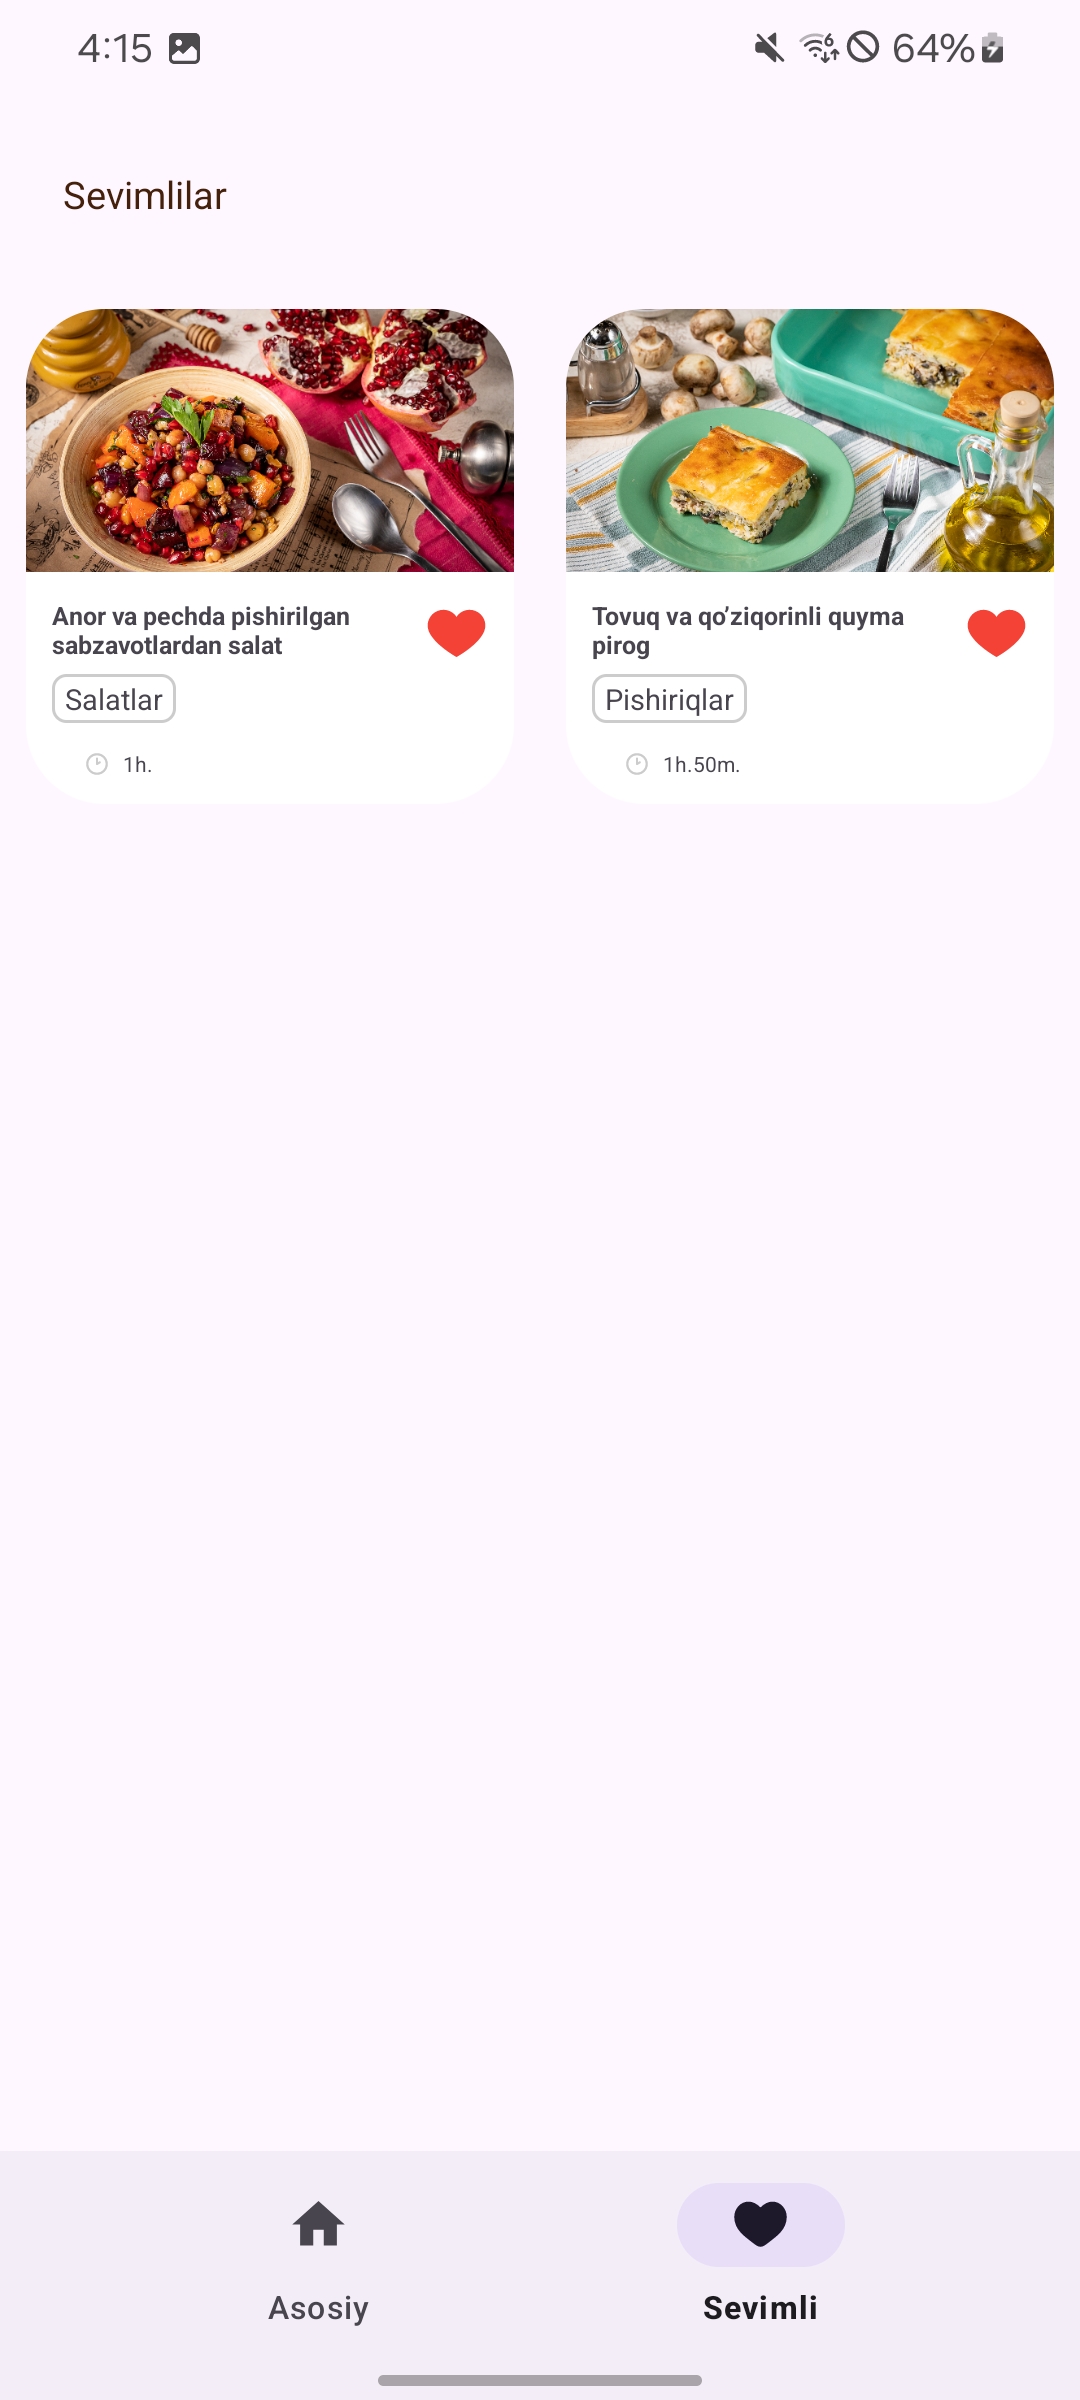 4:15 64%
Sevimlilar
Anor va pechda pishirilgan
sabzavotlardan salat
Salatlar
1h.
Tovuq va qo’ziqorinli quyma
pirog
Pishiriqlar
1h.50m.
Asosiy
Sevimli